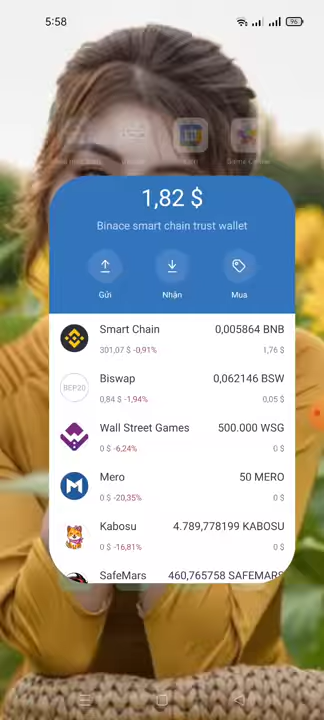 5:58
96
1,82 $
Binace smart chain trust wallet
Gửi
Nhận
Mua
Smart Chain
0,005864 BNB
301,07 $ -0,91%
1,76 $
BEP20
Biswap
0,062146 BSW
0,84 $ -1,94%
0,05 $
Wall Street Games
500.000 WSG
0 $ -6,24%
0 $
Mero
50 MERO
0 $ -20,35%
0 $
Kabosu
4.789,778199 KABOSU
0 $ -16,81%
0 $
SafeMars
460,765758 SAFEMARS